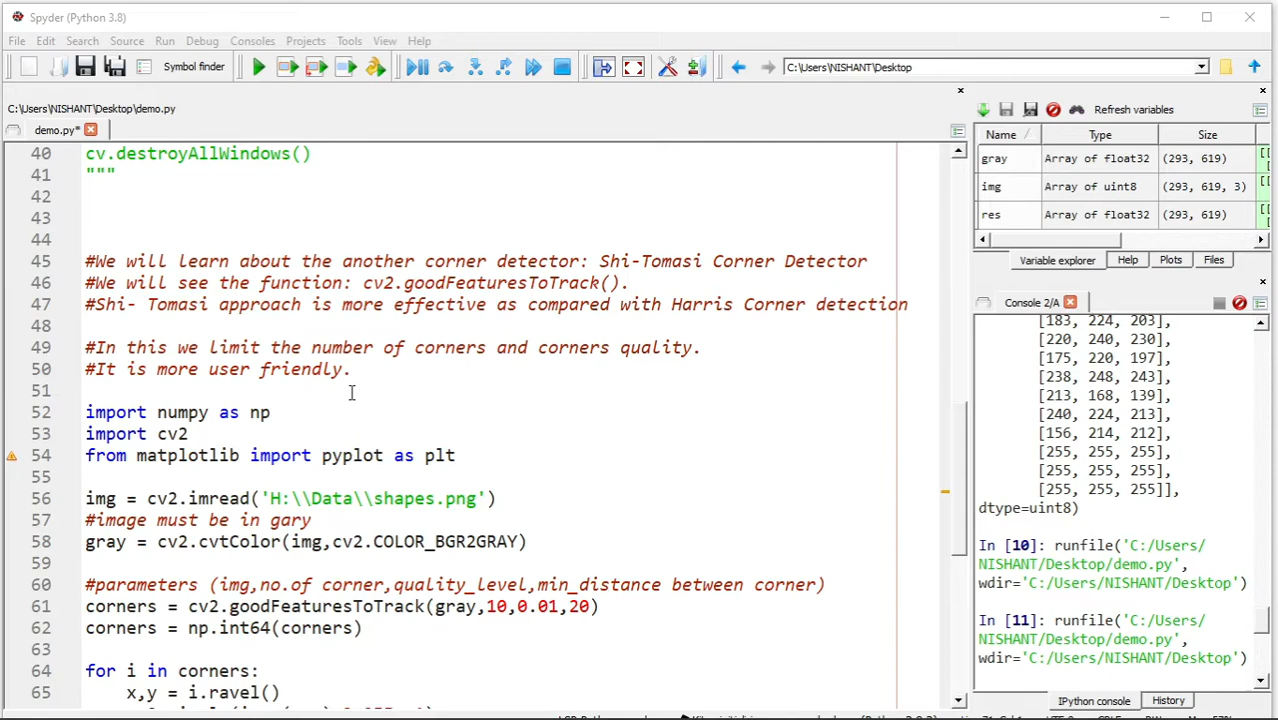 Spyder (Python 3.8)
File Edit Search Source Run Debug Consoles Projects Tools View Help
Symbol finder
C:\Users\NISHANT\Desktop
C:\Users\NISHANT\Desktop\demo.py
demo.py*
40 cv.destroyAllWindows()
41 """
42
43
44
45 #We will learn about the another corner detector: Shi-Tomasi Corner Detector
46 #We will see the function: cv2.goodFeaturesToTrack().
47 #Shi- Tomasi approach is more effective as compared with Harris Corner detection
48
49 #In this we limit the number of corners and corners quality.
50 #It is more user friendly.
51
52 import numpy as np
53 import cv2
54 from matplotlib import pyplot as plt
55
56 img = cv2.imread('H:\\Data\\shapes.png')
57 #image must be in gary
58 gray = cv2.cvtColor(img,cv2.COLOR_BGR2GRAY)
59
60 #parameters (img,no.of corner,quality_level,min_distance between corner)
61 corners = cv2.goodFeaturesToTrack(gray,10,0.01,20)
62 corners = np.int64(corners)
63
64 for i in corners:
65 x,y = i.ravel()
Refresh variables
Name Type Size
gray Array of float32 (293, 619)
img Array of uint8 (293, 619, 3)
res Array of float32 (293, 619)
Variable explorer Help Plots Files
Console 2/A
[183, 224, 203],
[220, 240, 230],
[175, 220, 197],
[238, 248, 243],
[213, 168, 139],
[240, 224, 213],
[156, 214, 212],
[255, 255, 255],
[255, 255, 255],
[255, 255, 255]],
dtype=uint8)
In [10]: runfile('C:/Users/
NISHANT/Desktop/demo.py',
wdir='C:/Users/NISHANT/Desktop')
In [11]: runfile('C:/Users/
NISHANT/Desktop/demo.py',
wdir='C:/Users/NISHANT/Desktop')
IPython console History